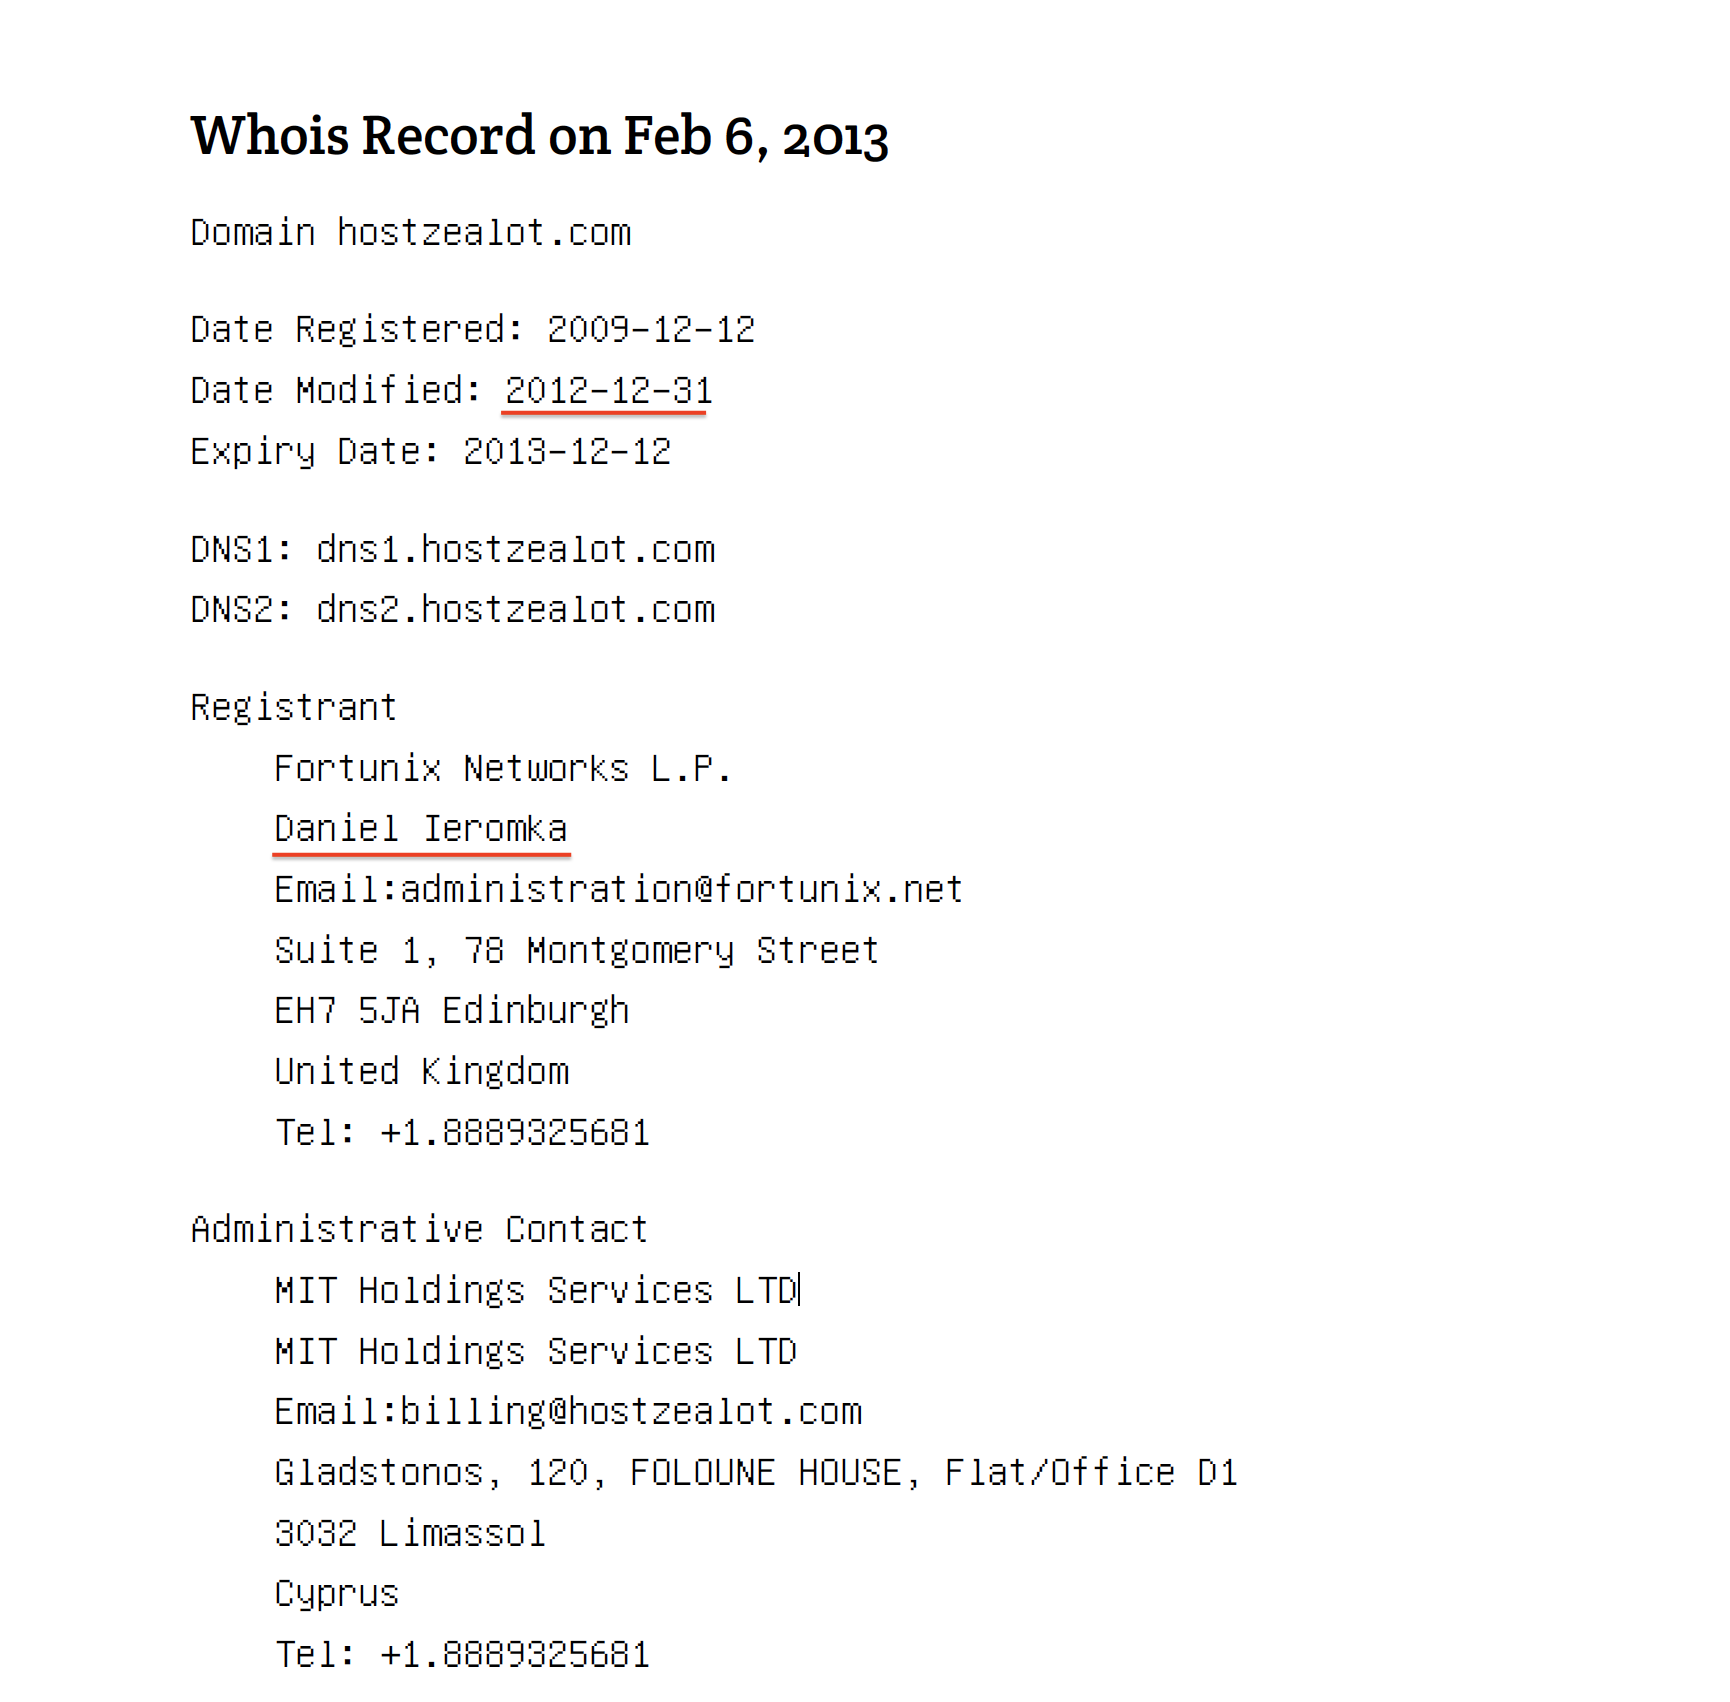 Whois Record on Feb 6, 2013
Domain hostzealot.com
Date Registered: 2009-12-12
Date Modified: 2012-12-31
Expiry Date: 2013-12-12
DNS1: dns1.hostzealot.com
DNS2: dns2.hostzealot.com
Registrant
Fortunix Networks L.P.
Daniel Ieromka
Email:administration@fortunix.net
Suite 1, 78 Montgomery Street
EH7 5JA Edinburgh
United Kingdom
Tel: +1.8889325681
Administrative Contact
MIT Holdings Services LTD
MIT Holdings Services LTD
Email:billing@hostzealot.com
Gladstonos, 120, FOLOUNE HOUSE, Flat/Office D1
3032 Limassol
Cyprus
Tel: +1.8889325681